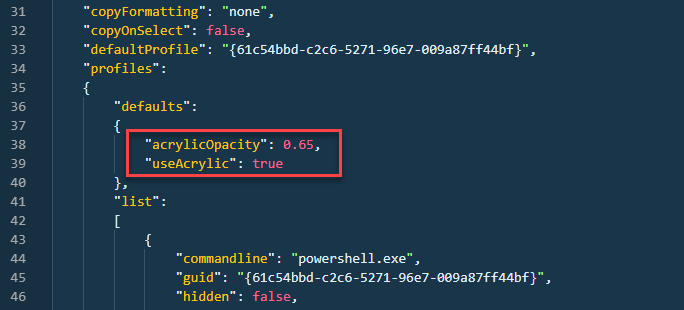 31 "copyFormatting": "none",
32 "copyOnSelect": false,
33 "defaultProfile": "{61c54bbd-c2c6-5271-96e7-009a87ff44bf}",
34 "profiles":
35 {
36 "defaults":
37 {
38 "acrylicOpacity": 0.65,
39 "useAcrylic": true
40 },
41 "list":
42 [
43 {
44 "commandline": "powershell.exe",
45 "guid": "{61c54bbd-c2c6-5271-96e7-009a87ff44bf}",
46 "hidden": false,